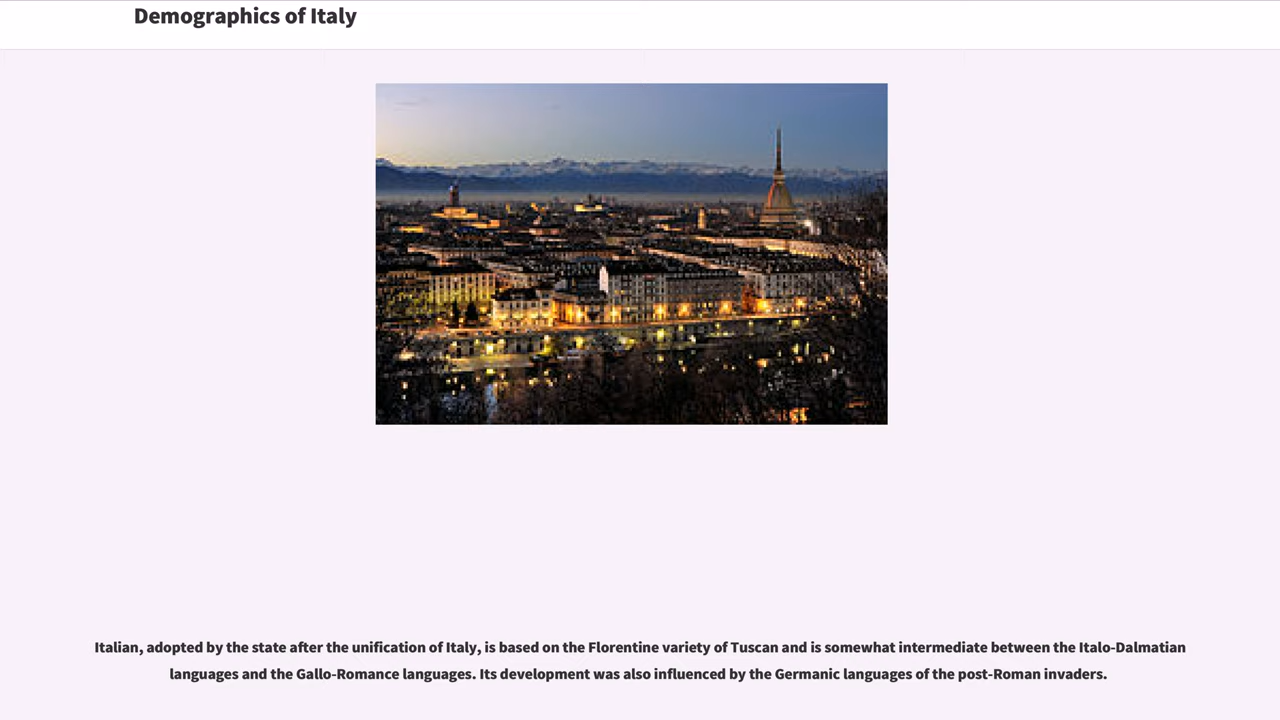 Demographics of Italy
Italian, adopted by the state after the unification of Italy, is based on the Florentine variety of Tuscan and is somewhat intermediate between the Italo-Dalmatian
languages and the Gallo-Romance languages. Its development was also influenced by the Germanic languages of the post-Roman invaders.